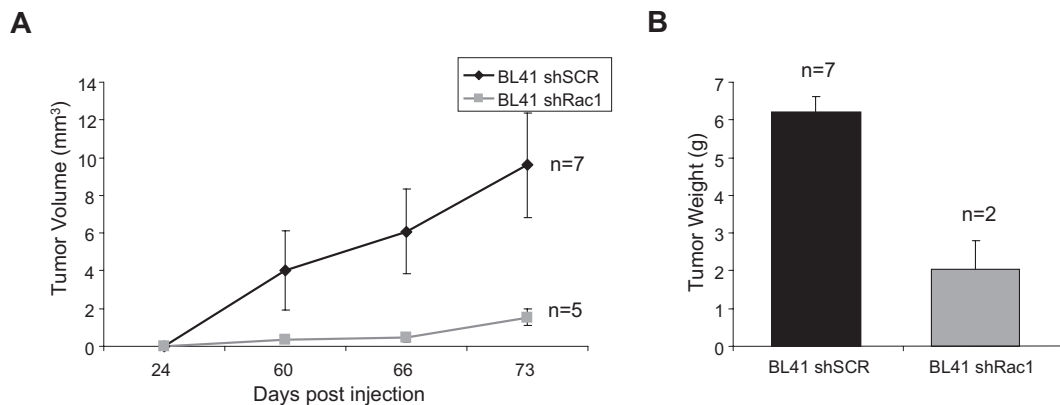 A
Tumor Volume (mm³)
14
12
10
8
6
4
2
0
BL41 shSCR
BL41 shRac1
n=7
n=5
24 60 66 73
Days post injection
B
Tumor Weight (g)
7
6
5
4
3
2
1
0
n=7
n=2
BL41 shSCR BL41 shRac1